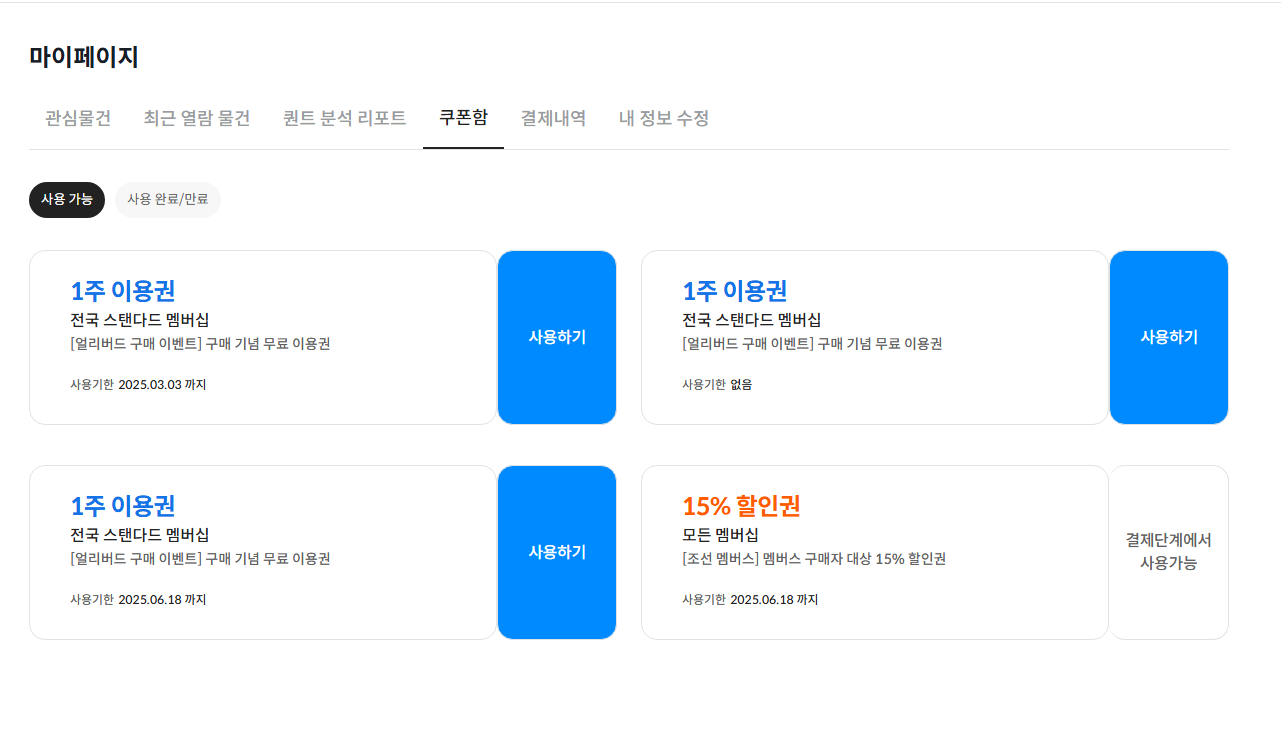 마이페이지
관심물건 최근 열람 물건 퀀트 분석 리포트 쿠폰함 결제내역 내 정보 수정
사용 가능 사용 완료/만료
1주 이용권
전국 스탠다드 멤버십
[얼리버드 구매 이벤트] 구매 기념 무료 이용권
사용기한 2025.03.03 까지
사용하기
1주 이용권
전국 스탠다드 멤버십
[얼리버드 구매 이벤트] 구매 기념 무료 이용권
사용기한 없음
사용하기
1주 이용권
전국 스탠다드 멤버십
[얼리버드 구매 이벤트] 구매 기념 무료 이용권
사용기한 2025.06.18 까지
사용하기
15% 할인권
모든 멤버십
[조선 멤버스] 멤버스 구매자 대상 15% 할인권
사용기한 2025.06.18 까지
결제단계에서
사용가능